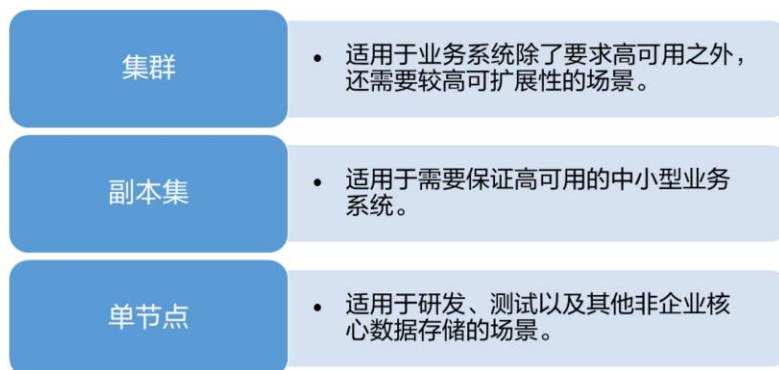 集群
• 适用于业务系统除了要求高可用之外，
还需要较高可扩展性的场景。
副本集
• 适用于需要保证高可用的中小型业务
系统。
单节点
• 适用于研发、测试以及其他非企业核
心数据存储的场景。